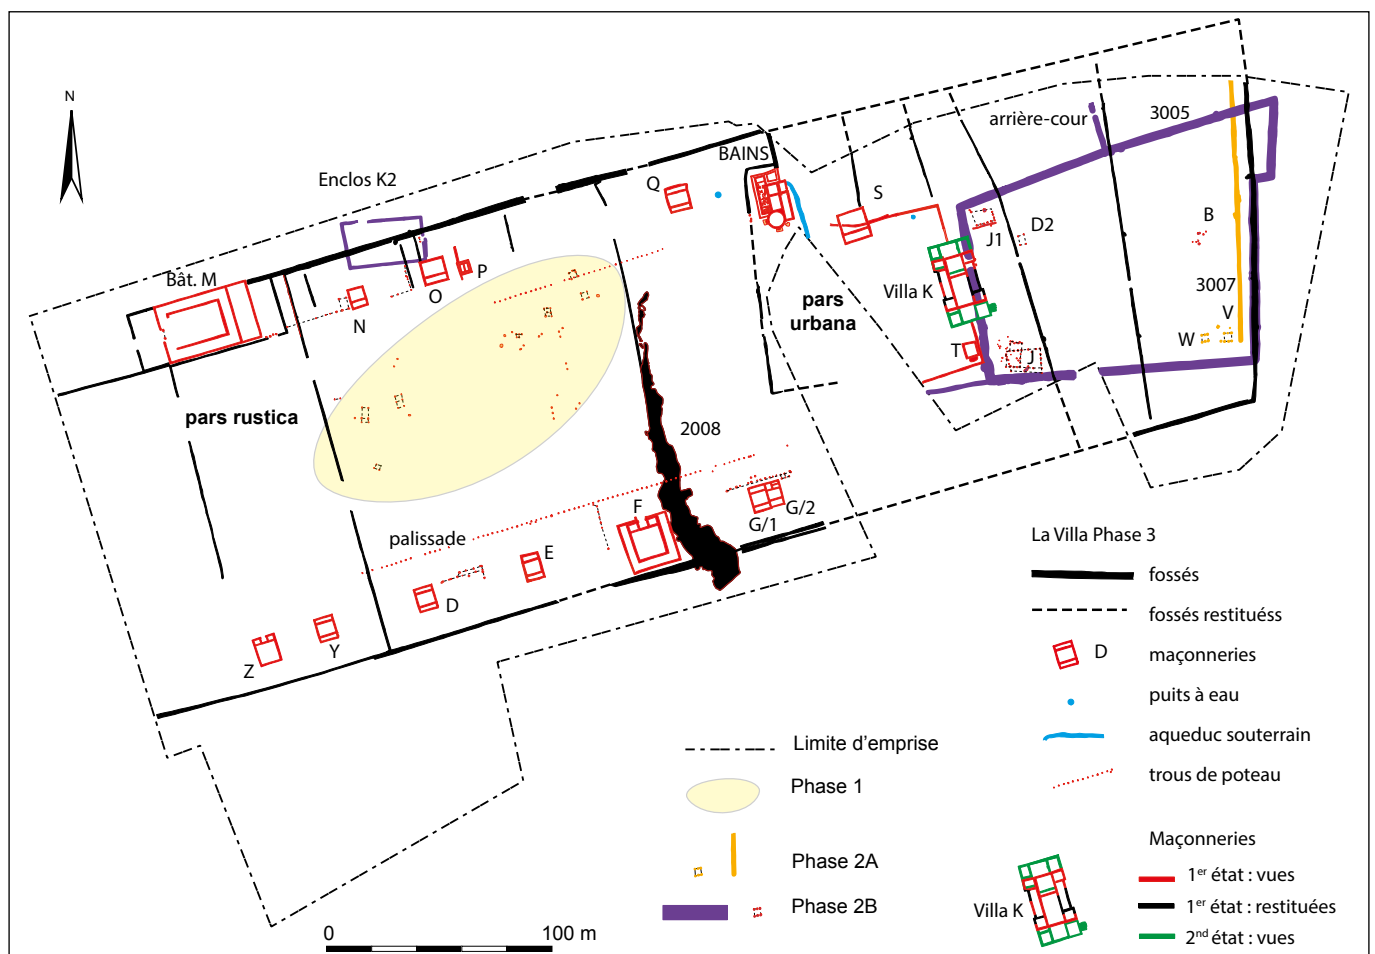 N
Enclos K2
BAINS
arrière-cour
3005
Q
S
J1
D2
B
Bât. M
P
O
N
Villa K
3007
V
W
pars
urbana
T
J
pars rustica
2008
palissade
F
G/2
G/1
E
D
Y
Z
La Villa Phase 3
fossés
fossés restituéss
D
maçonneries
puits à eau
aqueduc souterrain
trous de poteau
Limite d'emprise
Phase 1
Phase 2A
Phase 2B
Maçonneries
Villa K
1er état : vues
1er état : restituées
2nd état : vues
0
100 m